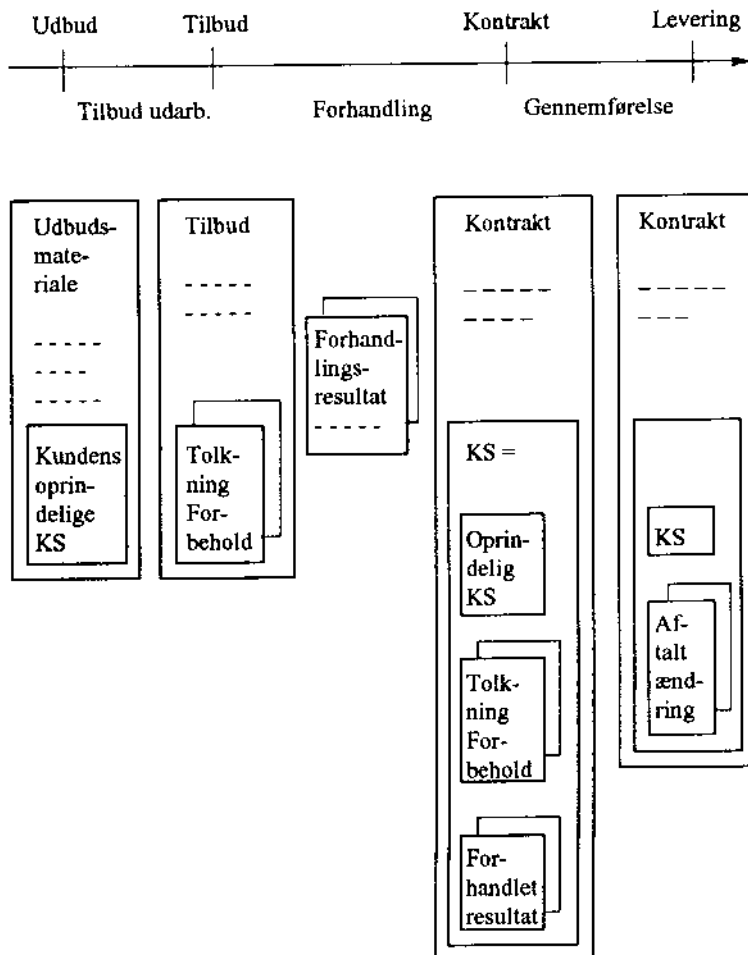 Udbud
Tilbud
Kontrakt
Levering
Tilbud udarb.
Forhandling
Gennemførelse
Udbuds-
mate-
riale
Kundens
oprin-
delige
KS
Tilbud
Tolk-
ning
For-
behold
Forhand-
lings-
resultat
Kontrakt
KS =
Oprin-
delig
KS
Tolk-
ning
For-
behold
For-
handlet
resultat
Kontrakt
KS
Af-
talt
ænd-
ring